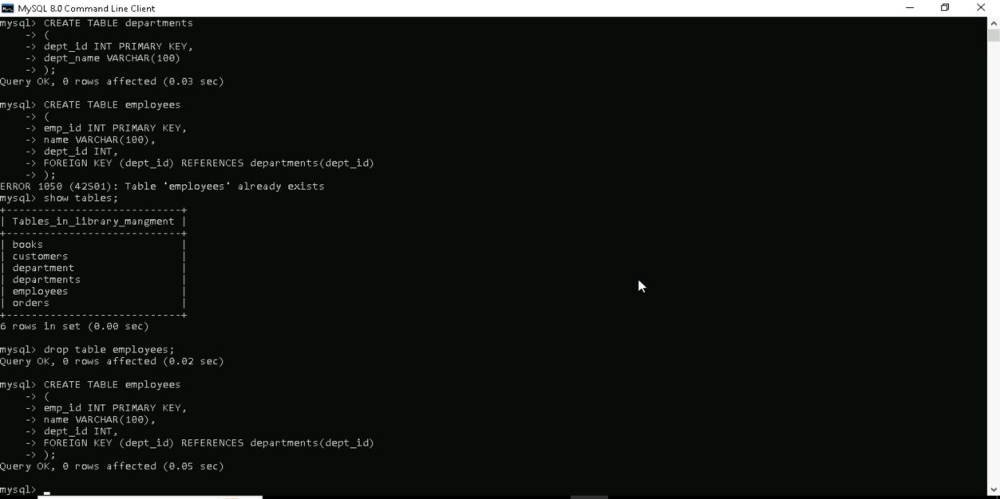 MySQL 8.0 Command Line Client
mysql> CREATE TABLE departments
    -> (
    -> dept_id INT PRIMARY KEY,
    -> dept_name VARCHAR(100)
    -> );
Query OK, 0 rows affected (0.03 sec)

mysql> CREATE TABLE employees
    -> (
    -> emp_id INT PRIMARY KEY,
    -> name VARCHAR(100),
    -> dept_id INT,
    -> FOREIGN KEY (dept_id) REFERENCES departments(dept_id)
    -> );
ERROR 1050 (42S01): Table 'employees' already exists
mysql> show tables;
+----------------------------+
| Tables_in_library_mangment |
+----------------------------+
| books                      |
| customers                  |
| department                 |
| departments                |
| employees                  |
| orders                     |
+----------------------------+
6 rows in set (0.00 sec)

mysql> drop table employees;
Query OK, 0 rows affected (0.02 sec)

mysql> CREATE TABLE employees
    -> (
    -> emp_id INT PRIMARY KEY,
    -> name VARCHAR(100),
    -> dept_id INT,
    -> FOREIGN KEY (dept_id) REFERENCES departments(dept_id)
    -> );
Query OK, 0 rows affected (0.05 sec)

mysql> _